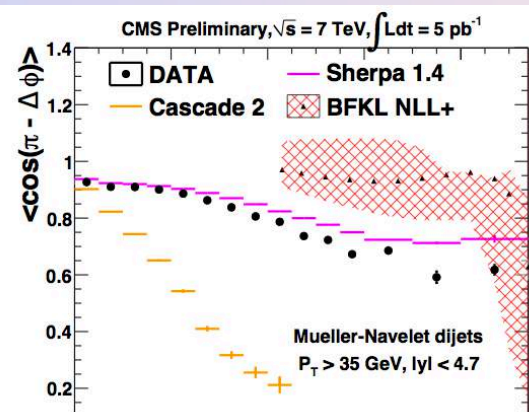 CMS Preliminary,√s = 7 TeV,∫Ldt = 5 pb⁻¹
<cos(π - Δϕ)>
1.4
1.2
1
0.8
0.6
0.4
0.2
DATA
Sherpa 1.4
Cascade 2
BFKL NLL+
Mueller-Navelet dijets
P_T > 35 GeV, |y| < 4.7